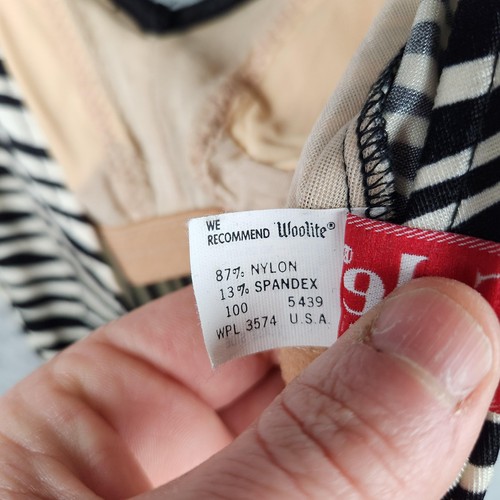 WE
RECOMMEND Woolite®
87% NYLON
13% SPANDEX
100 5439
WPL 3574 U.S.A.